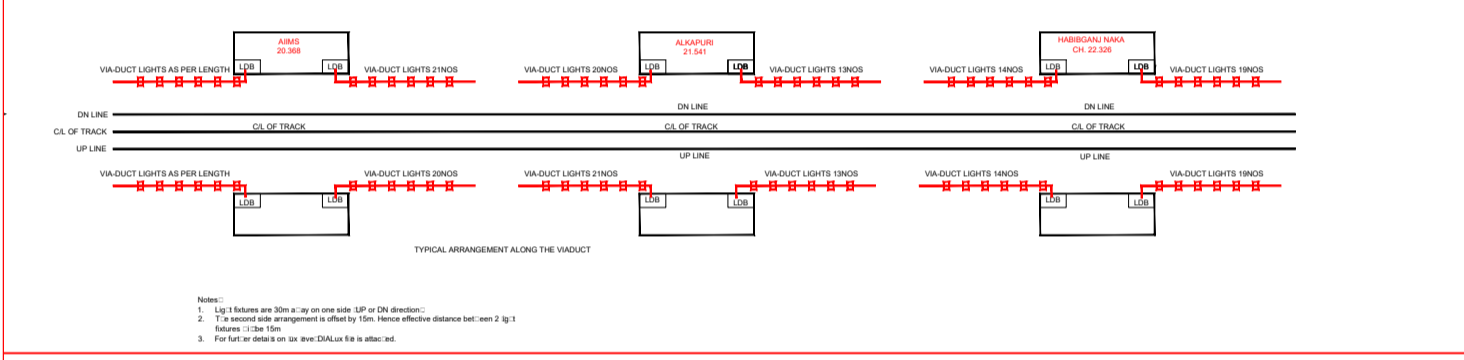 AIIMS
20.368
ALKAPURI
21.541
HABIBGANJ NAKA
CH. 22.326
VIA-DUCT LIGHTS AS PER LENGTH
LDB
LDB
VIA-DUCT LIGHTS 21NOS
VIA-DUCT LIGHTS 20NOS
LDB
LDB
VIA-DUCT LIGHTS 13NOS
VIA-DUCT LIGHTS 14NOS
LDB
LDB
VIA-DUCT LIGHTS 19NOS
DN LINE
DN LINE
DN LINE
C/L OF TRACK
C/L OF TRACK
C/L OF TRACK
C/L OF TRACK
UP LINE
UP LINE
UP LINE
VIA-DUCT LIGHTS AS PER LENGTH
VIA-DUCT LIGHTS 20NOS
VIA-DUCT LIGHTS 21NOS
VIA-DUCT LIGHTS 13NOS
VIA-DUCT LIGHTS 14NOS
VIA-DUCT LIGHTS 19NOS
LDB
LDB
LDB
LDB
LDB
LDB
TYPICAL ARRANGEMENT ALONG THE VIADUCT
Notes
1. fixtures are 30m on one side UP or DN direction
2. second side arrangement is offset by 15m. Hence effective distance 2
fixtures be 15m
3. For details on DIALux is